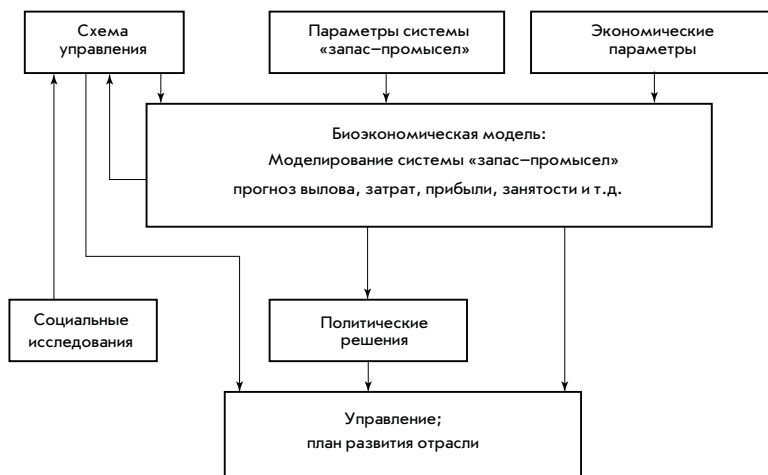 Схема
управления
Параметры системы
«запас–промысел»
Экономические
параметры
Биоэкономическая модель:
Моделирование системы «запас–промысел»
прогноз вылова, затрат, прибыли, занятости и т.д.
Социальные
исследования
Политические
решения
Управление;
план развития отрасли